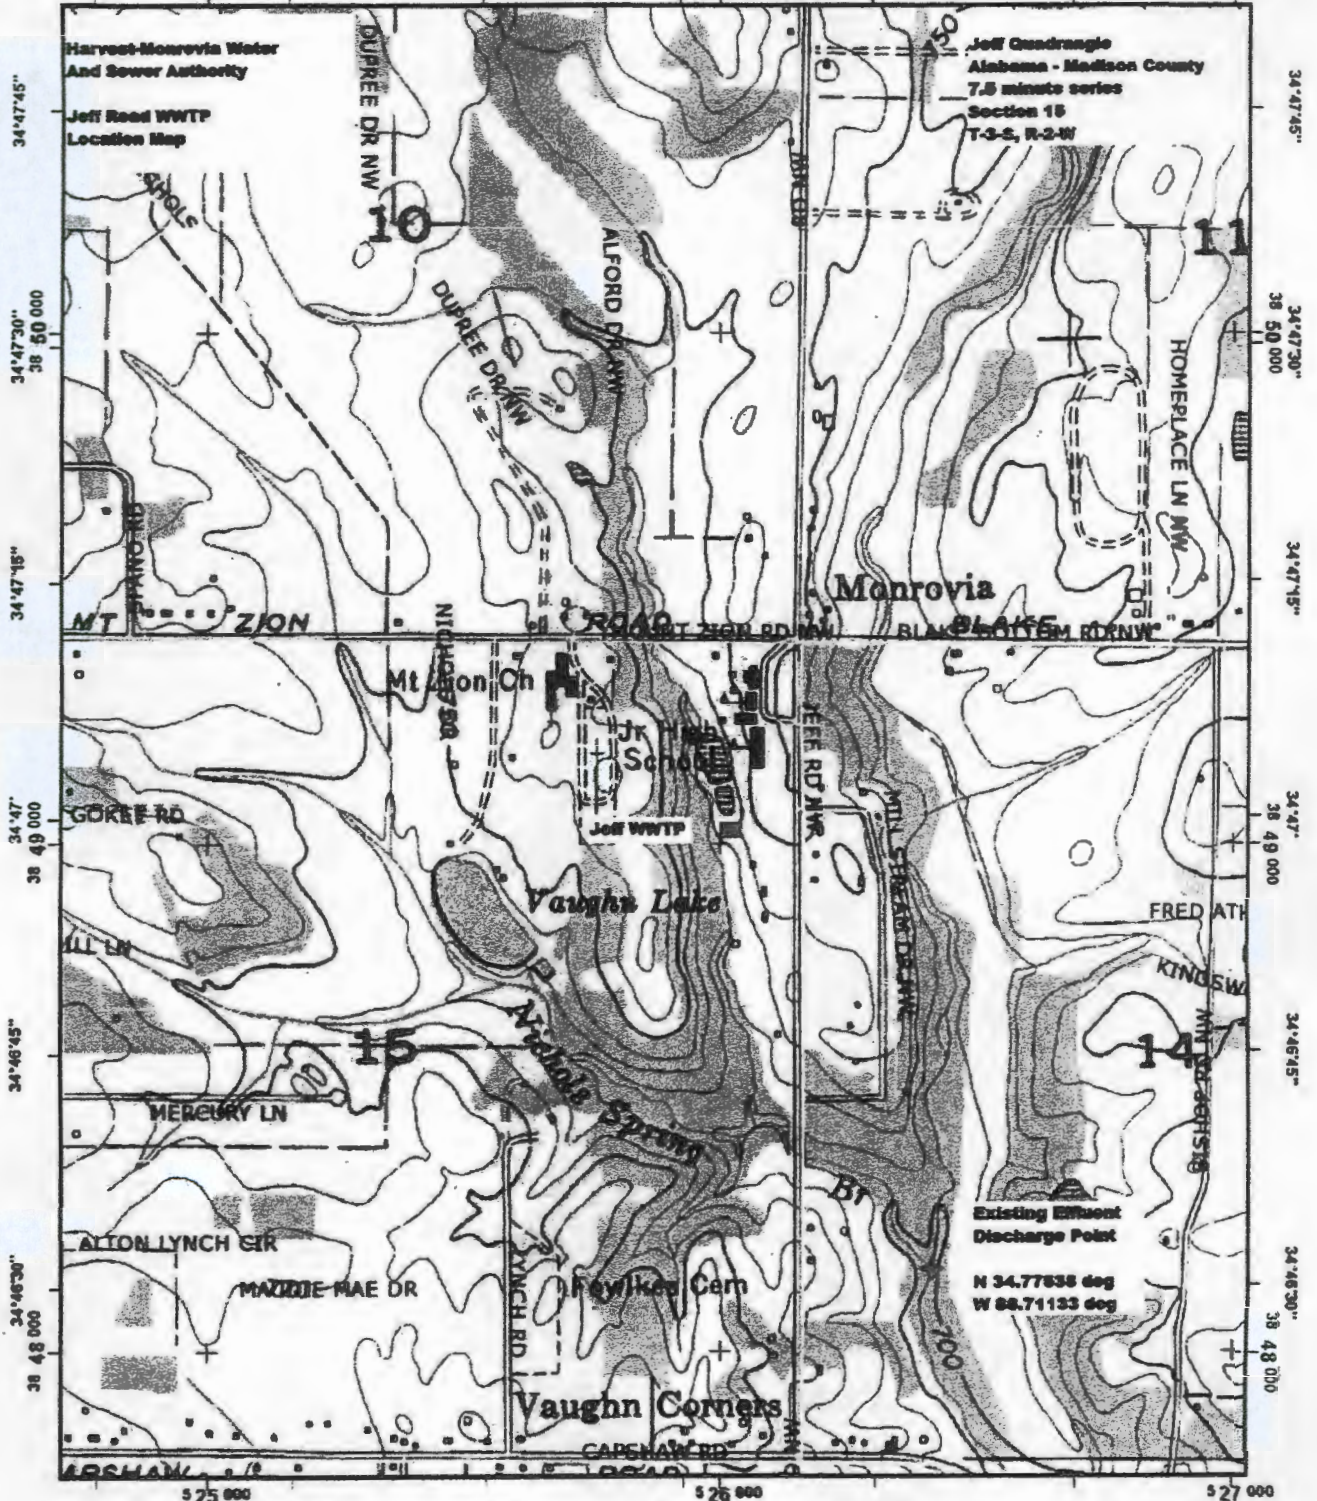 Harvest-Monrovia Water
And Sewer Authority
Jeff Road WWTP
Location Map
Jeff Quadrangle
Alabama - Madison County
7.5 minute series
Section 15
T-3-S, R-2-W
DUPREE DR NW
50
10
11
ALFORD DR NW
DUPREE DR NW
HOMEPLACE LN NW
34°47'45"
34°47'45"
34°47'30"
38 50 000
38 50 000
34°47'30"
34°47'15"
34°47'15"
Monrovia
MT ZION ROAD BLAKE
MOUNT ZION RD NW
BLAKE BOTTOM RD NW
Mt Zion Ch
Jr High
School
JEFF RD NW
GOREE RD
Jeff WWTP
34°47'
38 49 000
34°47'
38 49 000
Vaughn Lake
FRED ATH
KINGSW
34°46'45"
34°46'45"
15
14
Nichols Spring Br
MERCURY LN
Existing Effluent
Discharge Point
N 34.77838 deg
W 86.71133 deg
ALTON LYNCH CIR
MAE DR
LYNCH RD
Fowlkes Cem
700
34°46'30"
34°46'30"
38 48 000
38 48 000
Vaughn Corners
CAPSHAW RD
ROAD
5 25 000
5 26 000
5 27 000